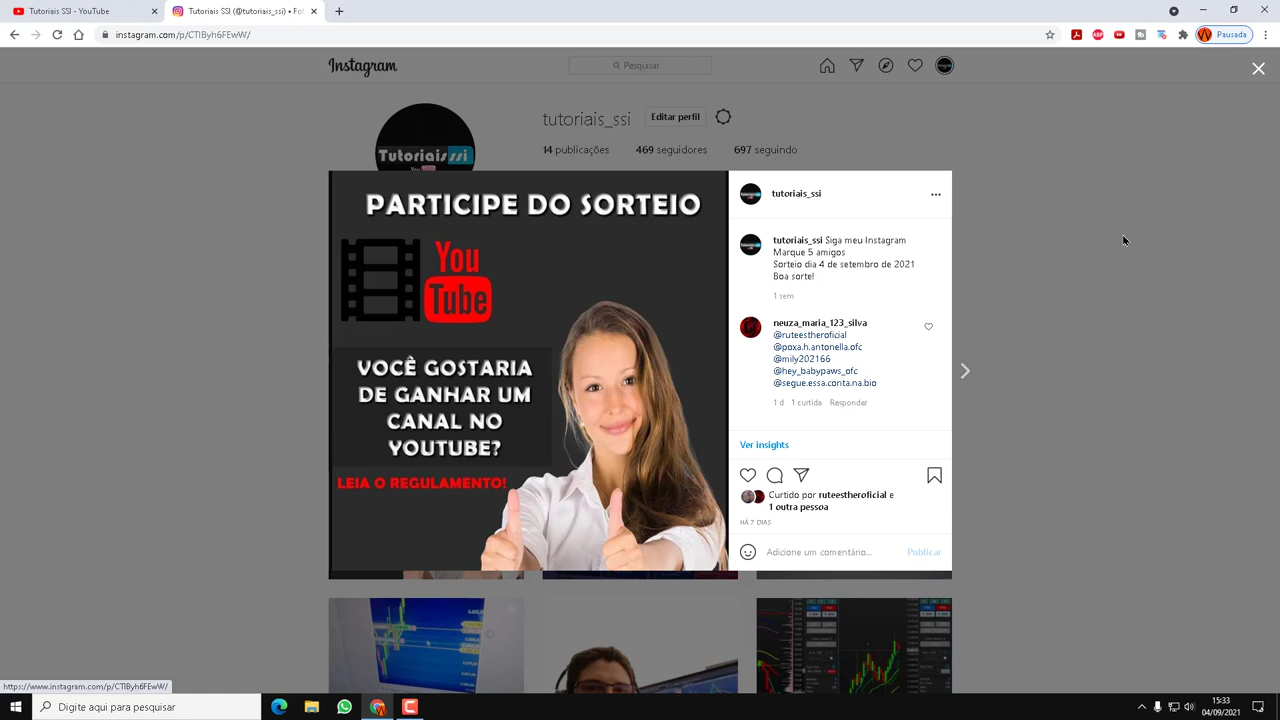 Tutoriais SSI - YouTube
Tutoriais SSI (@tutoriais_ssi) • Fot
instagram.com/p/CTIByh6FEwW/
ABP
Pausada
Instagram
Pesquisar
tutoriais_ssi
Editar perfil
14 publicações 469 seguidores 697 seguindo
Tutoriais ssi
PARTICIPE DO SORTEIO
You
Tube
VOCÊ GOSTARIA
DE GANHAR UM
CANAL NO
YOUTUBE?
LEIA O REGULAMENTO!
tutoriais_ssi
tutoriais_ssi Siga meu Instagram
Marque 5 amigos
Sorteio dia 4 de setembro de 2021
Boa sorte!
1 sem
neuza_maria_123_silva
@ruteestheroficial
@poxa.h.antonella.ofc
@mily202166
@hey_babypaws_ofc
@segue.essa.conta.na.bio
1 d 1 curtida Responder
Ver insights
Curtido por ruteestheroficial e
1 outra pessoa
HÁ 7 DIAS
Adicione um comentário...
Publicar
https://www.instagram.com/p/CTIByh6FEwW/
Digite aqui para pesquisar
15:33
04/09/2021